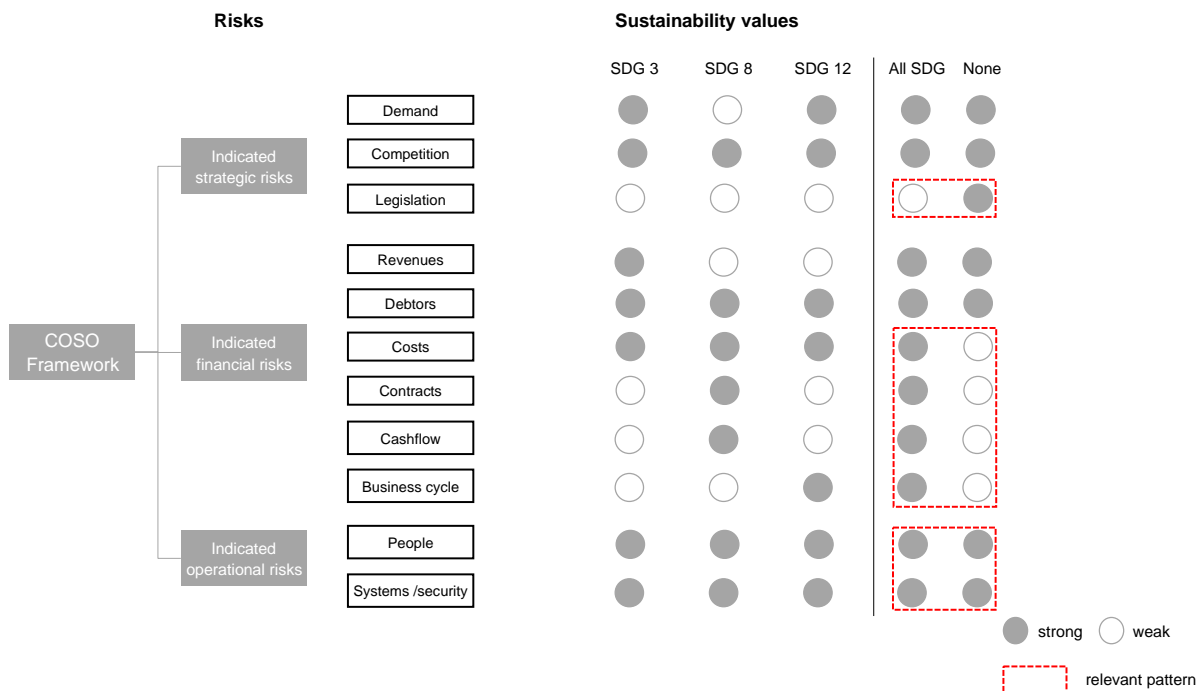 Risks
Sustainability values
SDG 3
SDG 8
SDG 12
All SDG
None
Demand
Competition
Indicated
strategic risks
Legislation
Revenues
Debtors
COSO
Framework
Indicated
financial risks
Costs
Contracts
Cashflow
Business cycle
Indicated
operational risks
People
Systems /security
strong
weak
relevant pattern